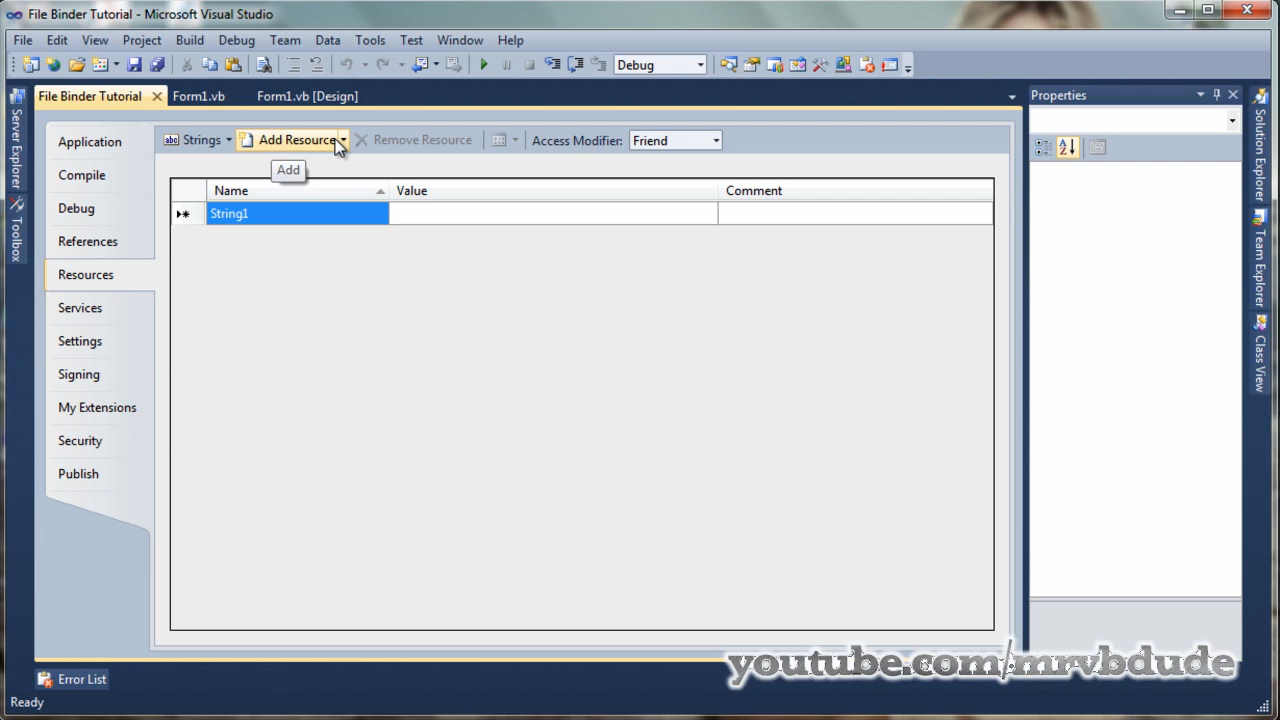 File Binder Tutorial - Microsoft Visual Studio
File Edit View Project Build Debug Team Data Tools Test Window Help
Debug
File Binder Tutorial Form1.vb Form1.vb [Design]
Properties
Server Explorer
Toolbox
Solution Explorer
Team Explorer
Class View
Application
Compile
Debug
References
Resources
Services
Settings
Signing
My Extensions
Security
Publish
abc Strings Add Resource Remove Resource Access Modifier: Friend
Add
Name Value Comment
String1
A Z
youtube.com/mrvbdude
Error List
Ready